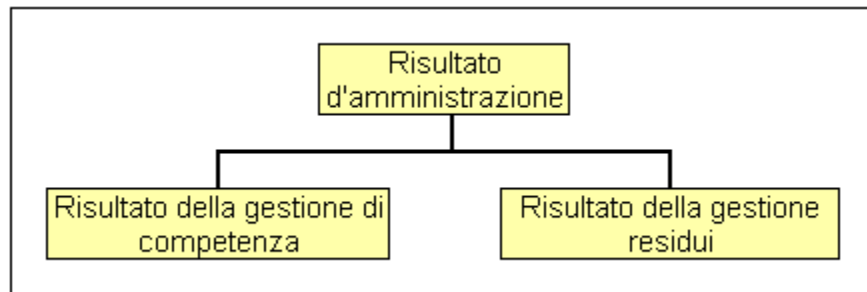 Risultato
d'amministrazione
Risultato della gestione di
competenza
Risultato della gestione
residui